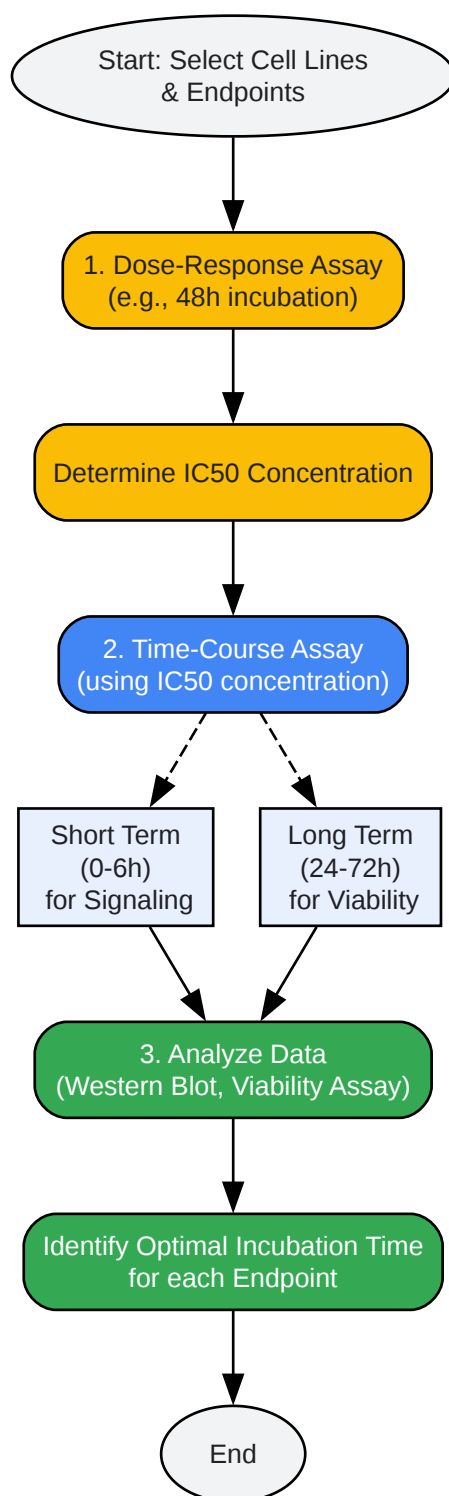 Start: Select Cell Lines
& Endpoints
1. Dose-Response Assay
(e.g., 48h incubation)
Determine IC50 Concentration
2. Time-Course Assay
(using IC50 concentration)
Short Term
(0-6h)
for Signaling
Long Term
(24-72h)
for Viability
3. Analyze Data
(Western Blot, Viability Assay)
Identify Optimal Incubation Time
for each Endpoint
End